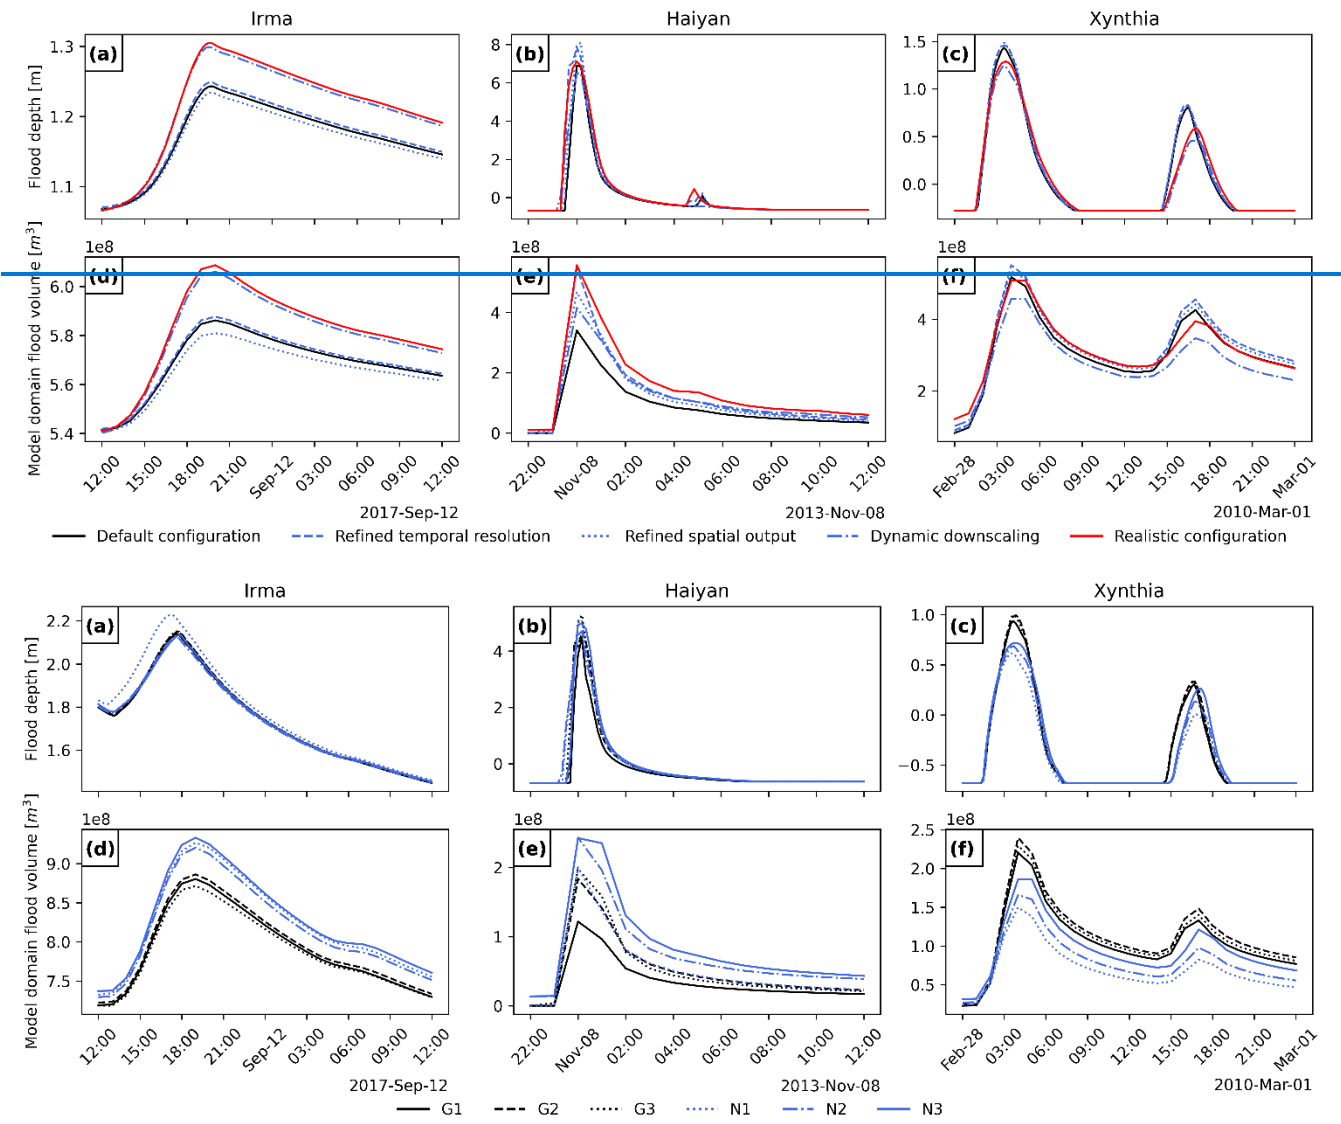 Irma Haiyan Xynthia
(a) (b) (c)
Flood depth [m]
1.3
1.2
1.1
8
6
4
2
0
1.5
1.0
0.5
0.0
1e8 1e8 1e8
(d) (e) (f)
Model domain flood volume [m³]
6.0
5.8
5.6
5.4
4
2
0
4
2
12:00 15:00 18:00 21:00 Sep-12 03:00 06:00 09:00 12:00
22:00 Nov-08 02:00 04:00 06:00 08:00 10:00 12:00
Feb-28 03:00 06:00 09:00 12:00 15:00 18:00 21:00 Mar-01
2017-Sep-12 2013-Nov-08 2010-Mar-01
Default configuration Refined temporal resolution Refined spatial output Dynamic downscaling Realistic configuration
Irma Haiyan Xynthia
(a) (b) (c)
Flood depth [m]
2.2
2.0
1.8
1.6
4
2
0
1.0
0.5
0.0
−0.5
1e8 1e8 1e8
(d) (e) (f)
Model domain flood volume [m³]
9.0
8.5
8.0
7.5
2
1
0
2.5
2.0
1.5
1.0
0.5
12:00 15:00 18:00 21:00 Sep-12 03:00 06:00 09:00 12:00
22:00 Nov-08 02:00 04:00 06:00 08:00 10:00 12:00
Feb-28 03:00 06:00 09:00 12:00 15:00 18:00 21:00 Mar-01
2017-Sep-12 2013-Nov-08 2010-Mar-01
G1 G2 G3 N1 N2 N3